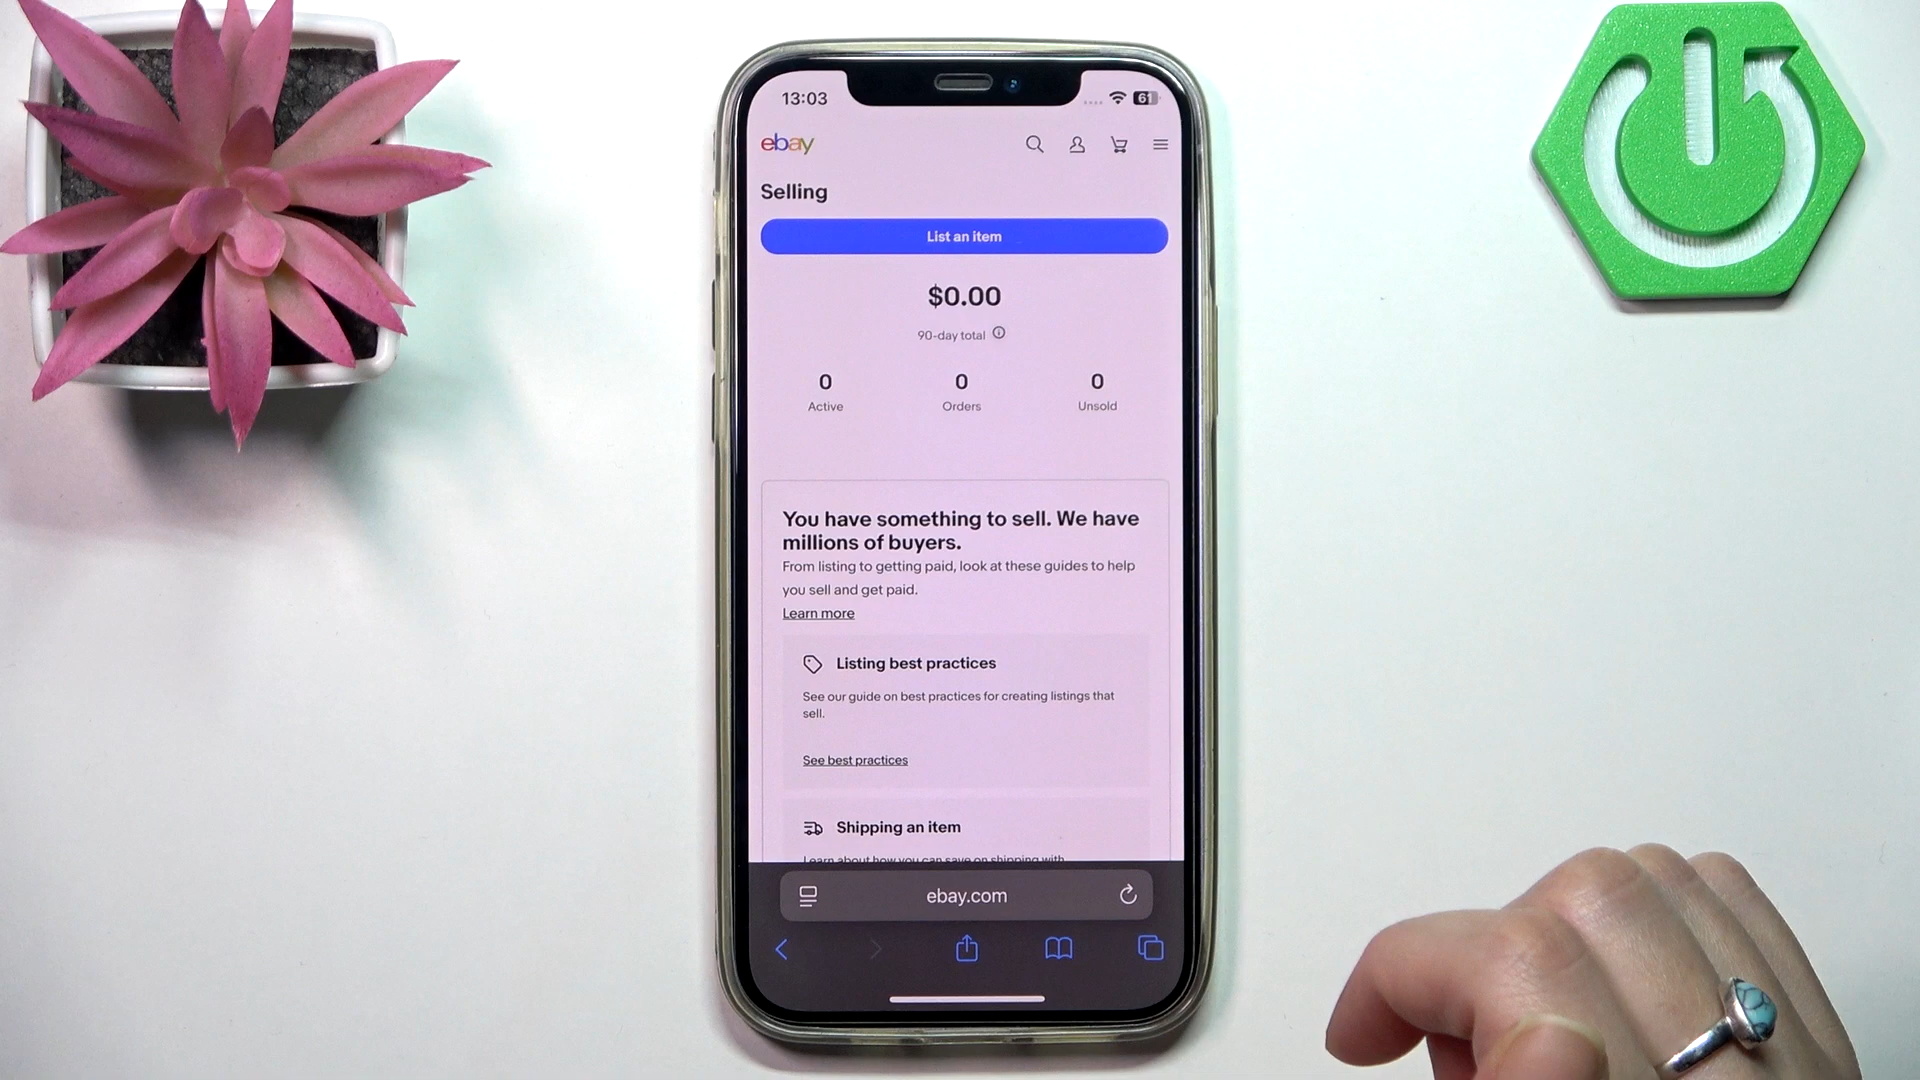 13:03
61
ebay
Selling
List an item
$0.00
90-day total
0 0 0
Active Orders Unsold
You have something to sell. We have
millions of buyers.
From listing to getting paid, look at these guides to help
you sell and get paid.
Learn more
Listing best practices
See our guide on best practices for creating listings that
sell.
See best practices
Shipping an item
Learn about how you can save on shipping with
ebay.com